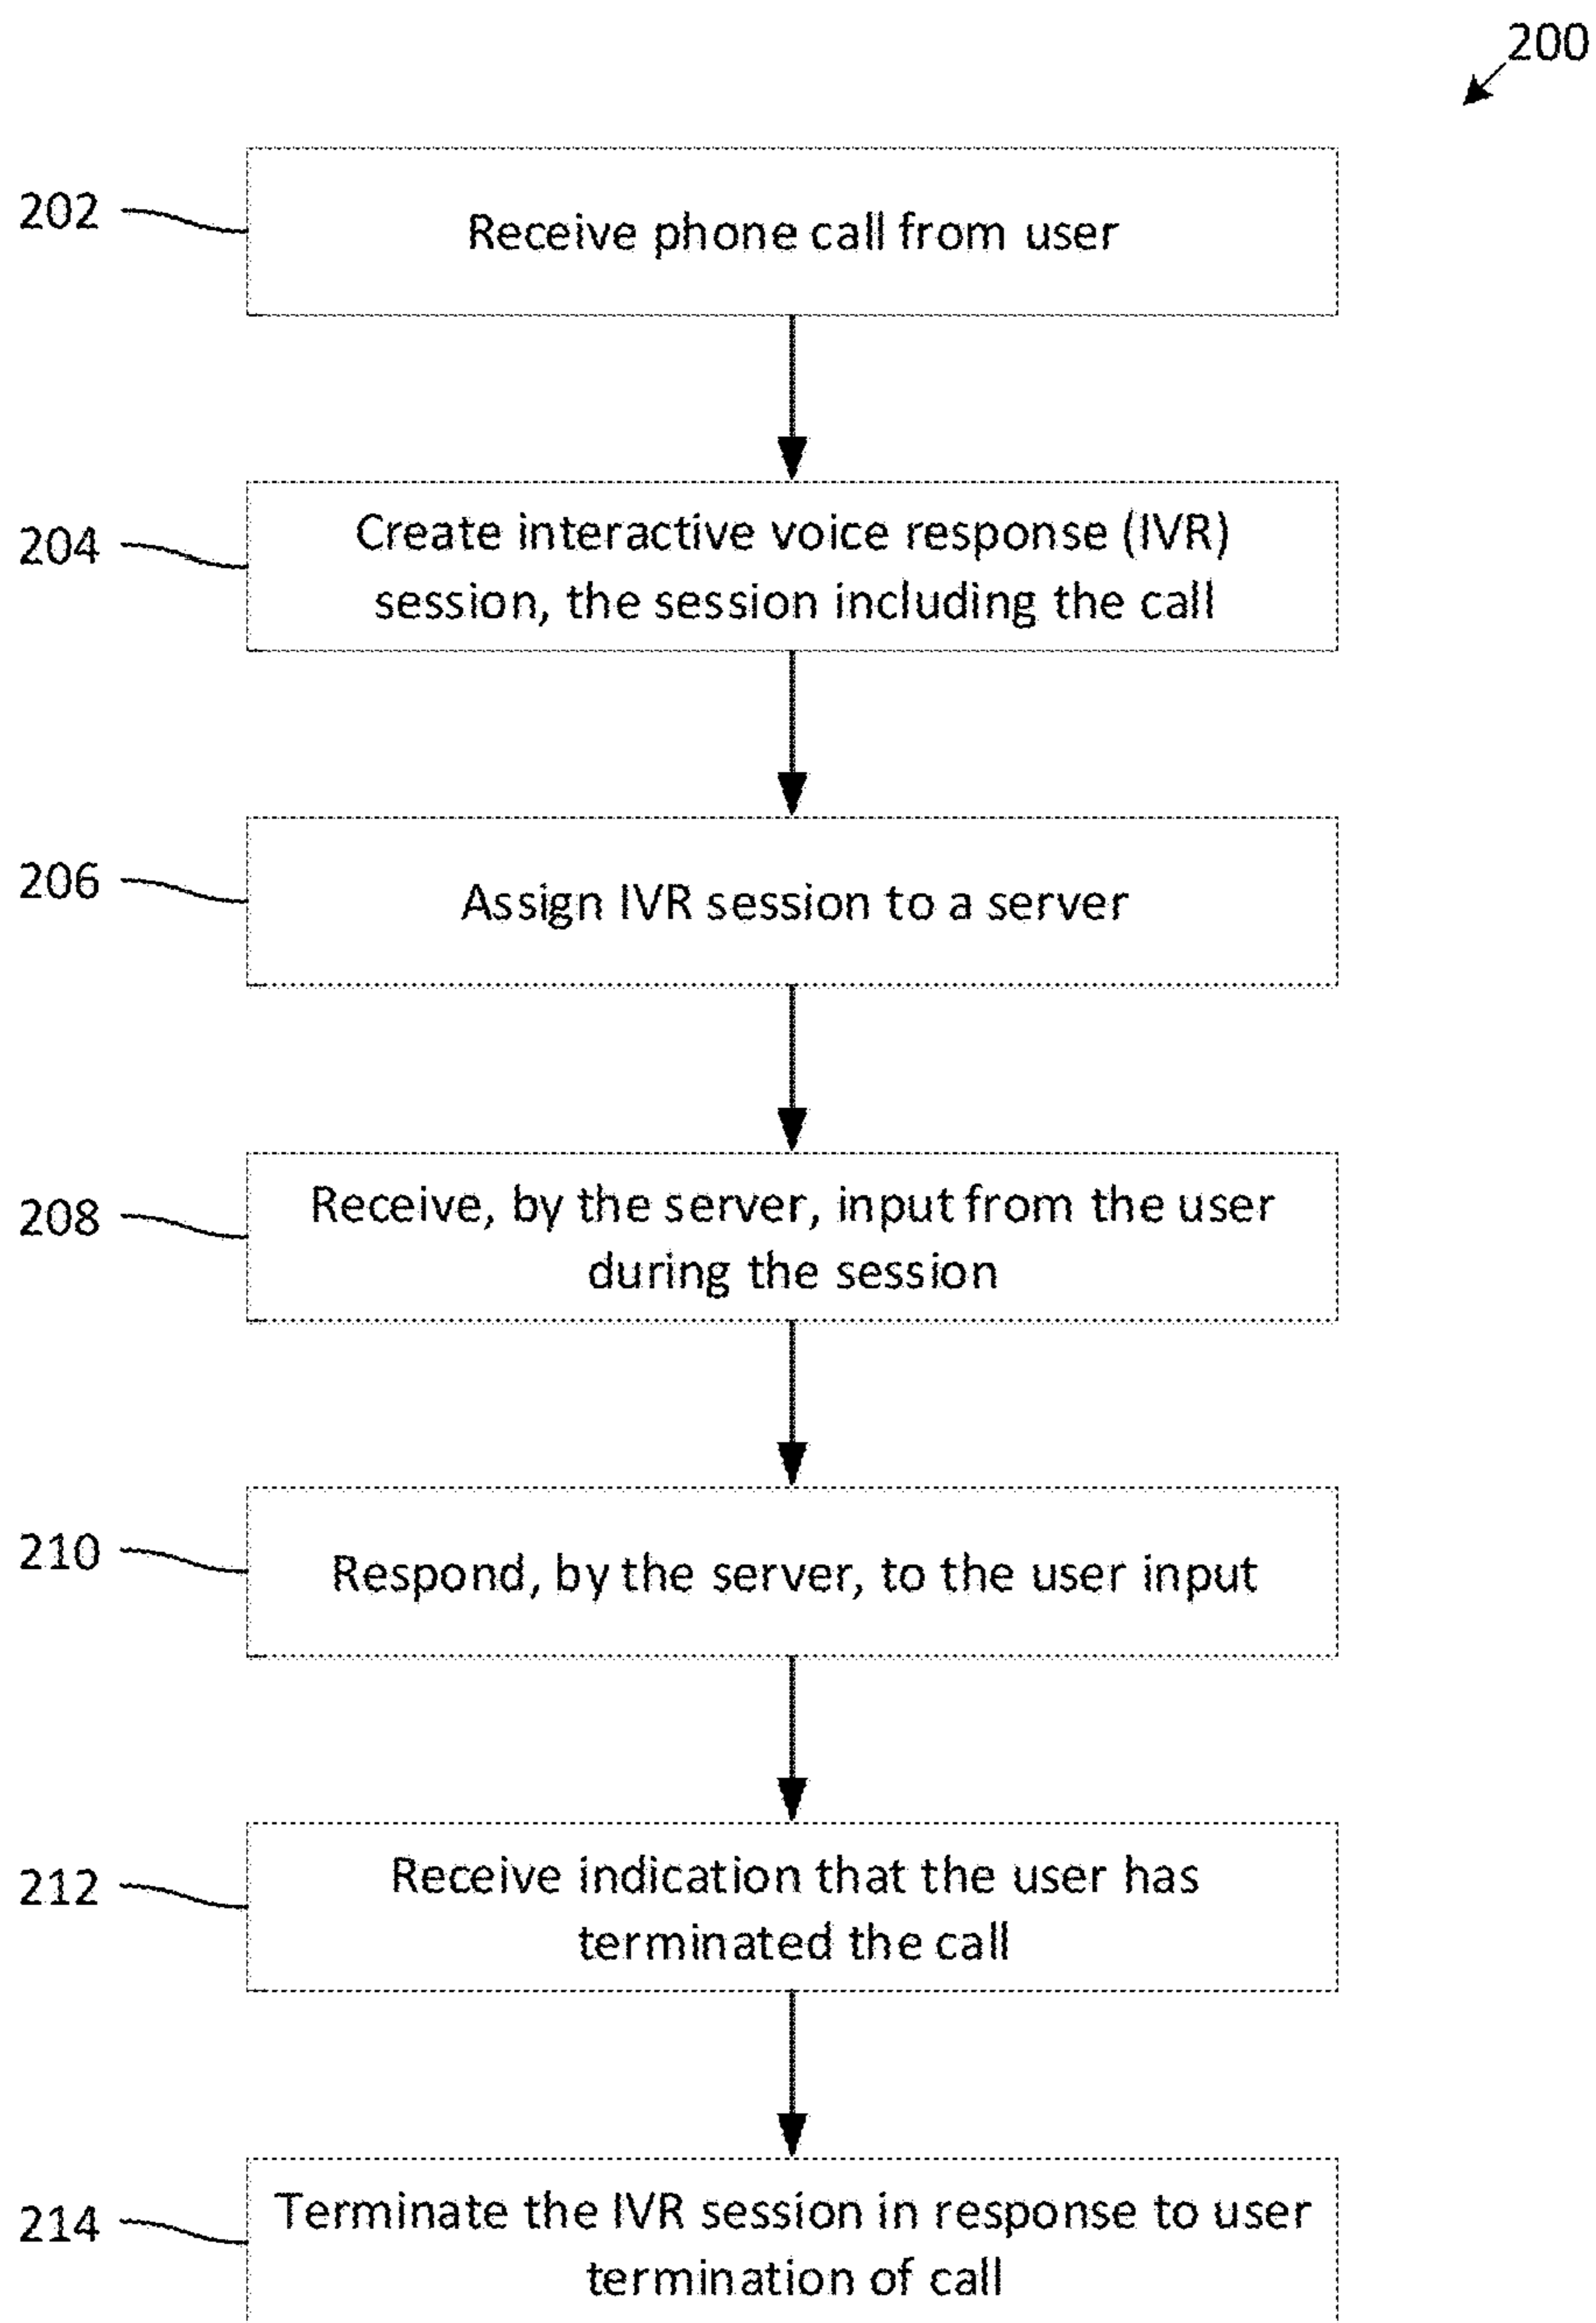 200
202
Receive phone call from user
204
Create interactive voice response (IVR)
session, the session including the call
206
Assign IVR session to a server
208
Receive, by the server, input from the user
during the session
210
Respond, by the server, to the user input
212
Receive indication that the user has
terminated the call
214
Terminate the IVR session in response to user
termination of call